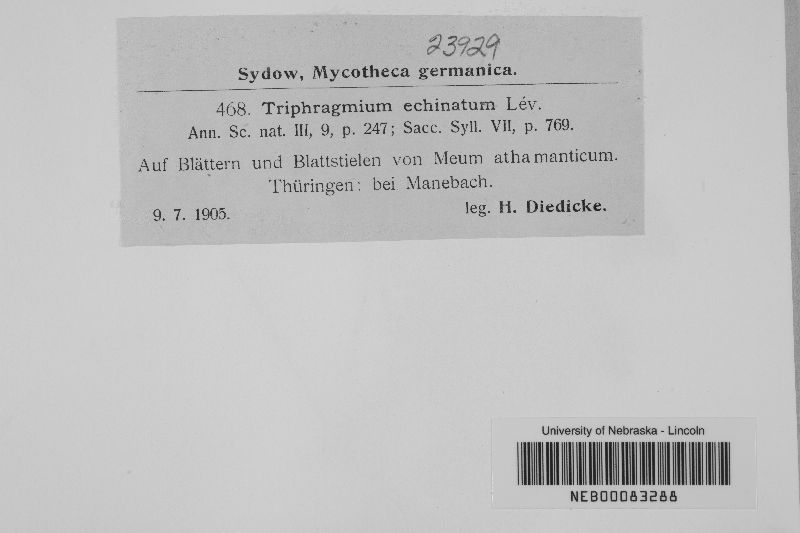 23929
Sydow, Mycotheca germanica.
468. Triphragmium echinatum Lév.
Ann. Sc. nat. III, 9, p. 247; Sacc. Syll. VII, p. 769.
Auf Blättern und Blattstielen von Meum athamanticum.
Thüringen: bei Manebach.
9. 7. 1905. leg. H. Diedicke.
University of Nebraska - Lincoln
NEB00083288